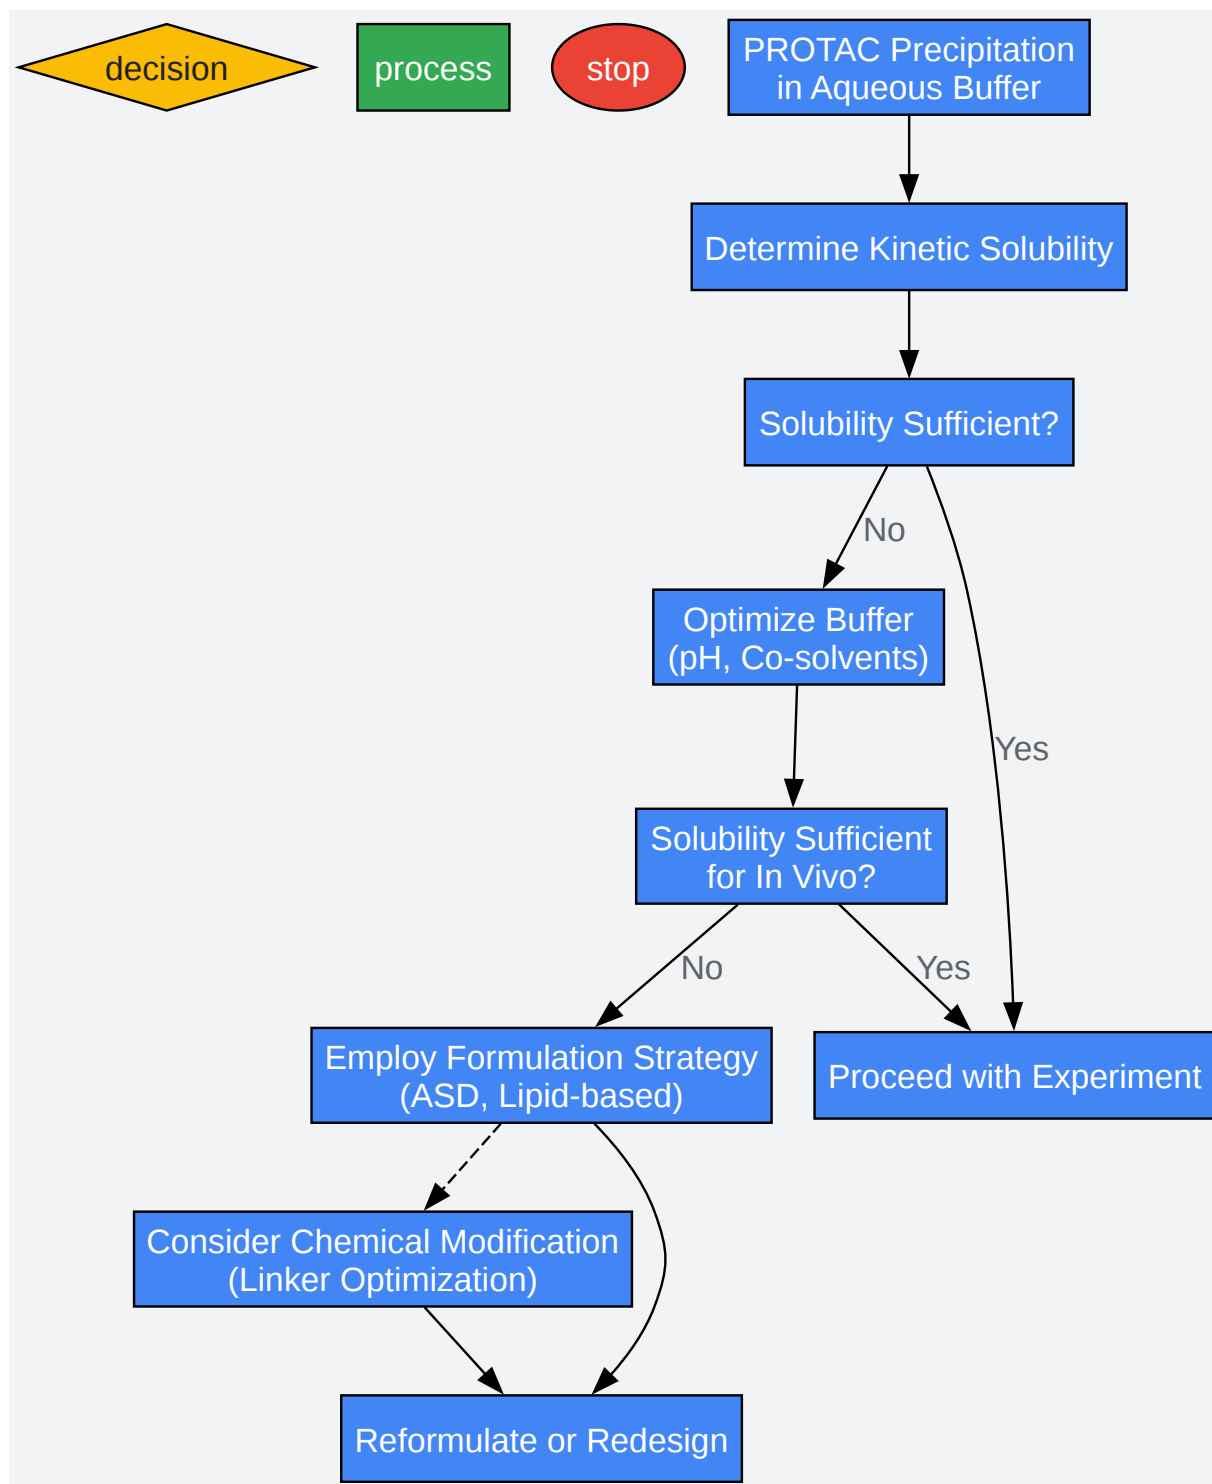 decision
process
stop
PROTAC Precipitation
in Aqueous Buffer
Determine Kinetic Solubility
Solubility Sufficient?
No
Optimize Buffer
(pH, Co-solvents)
Yes
Solubility Sufficient
for In Vivo?
No
Yes
Employ Formulation Strategy
(ASD, Lipid-based)
Proceed with Experiment
Consider Chemical Modification
(Linker Optimization)
Reformulate or Redesign